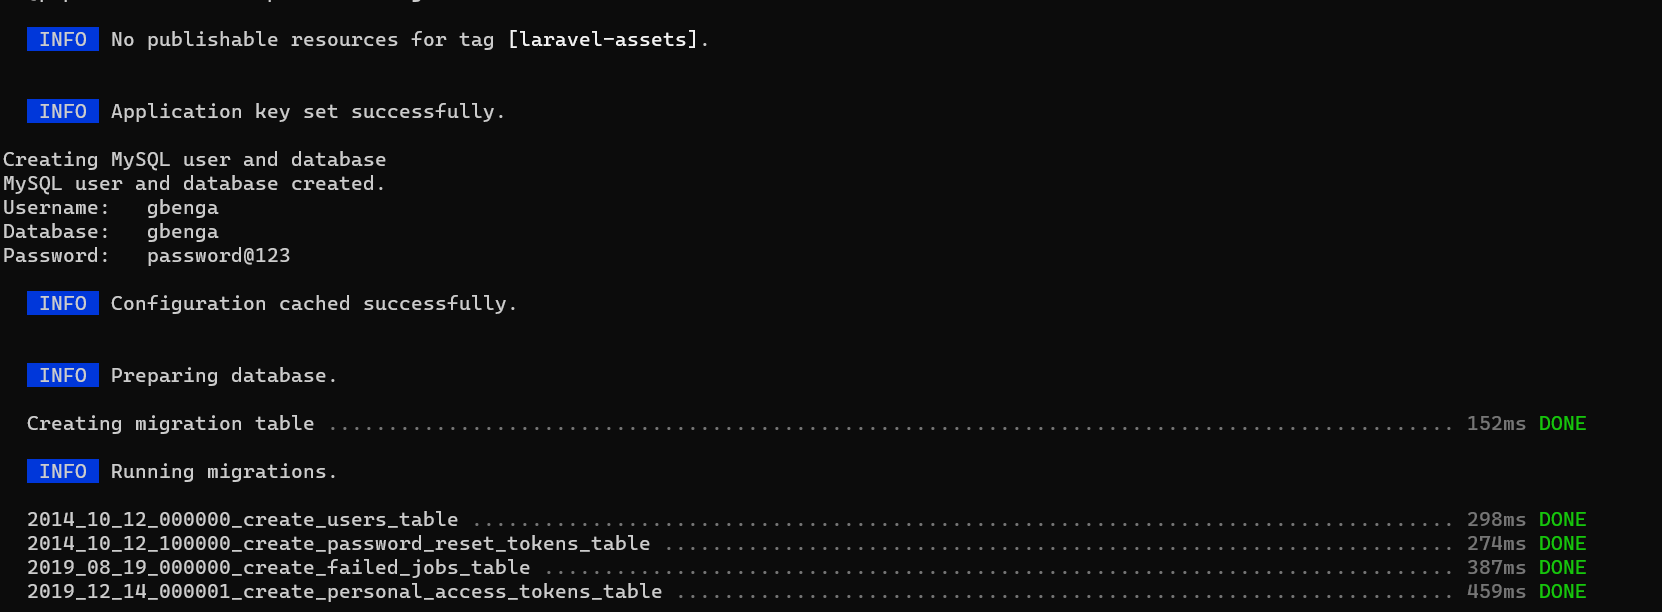 INFO No publishable resources for tag [laravel-assets].
INFO Application key set successfully.
Creating MySQL user and database
MySQL user and database created.
Username: gbenga
Database: gbenga
Password: password@123
INFO Configuration cached successfully.
INFO Preparing database.
Creating migration table .............................................................................................. 152ms DONE
INFO Running migrations.
2014_10_12_000000_create_users_table .................................................................................. 298ms DONE
2014_10_12_100000_create_password_reset_tokens_table .................................................................. 274ms DONE
2019_08_19_000000_create_failed_jobs_table ............................................................................ 387ms DONE
2019_12_14_000001_create_personal_access_tokens_table ................................................................. 459ms DONE